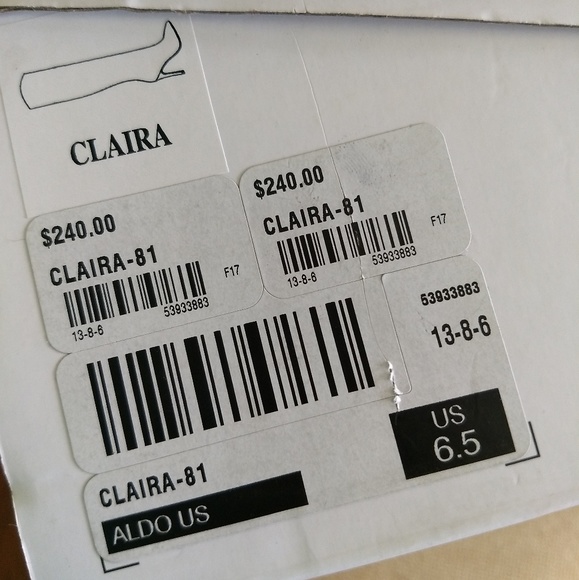 CLAIRA
$240.00
CLAIRA-81
13-8-6
53933883
F17
$240.00
CLAIRA-81
13-8-6
53933883
F17
53933883
13-8-6
US
6.5
CLAIRA-81
ALDO US